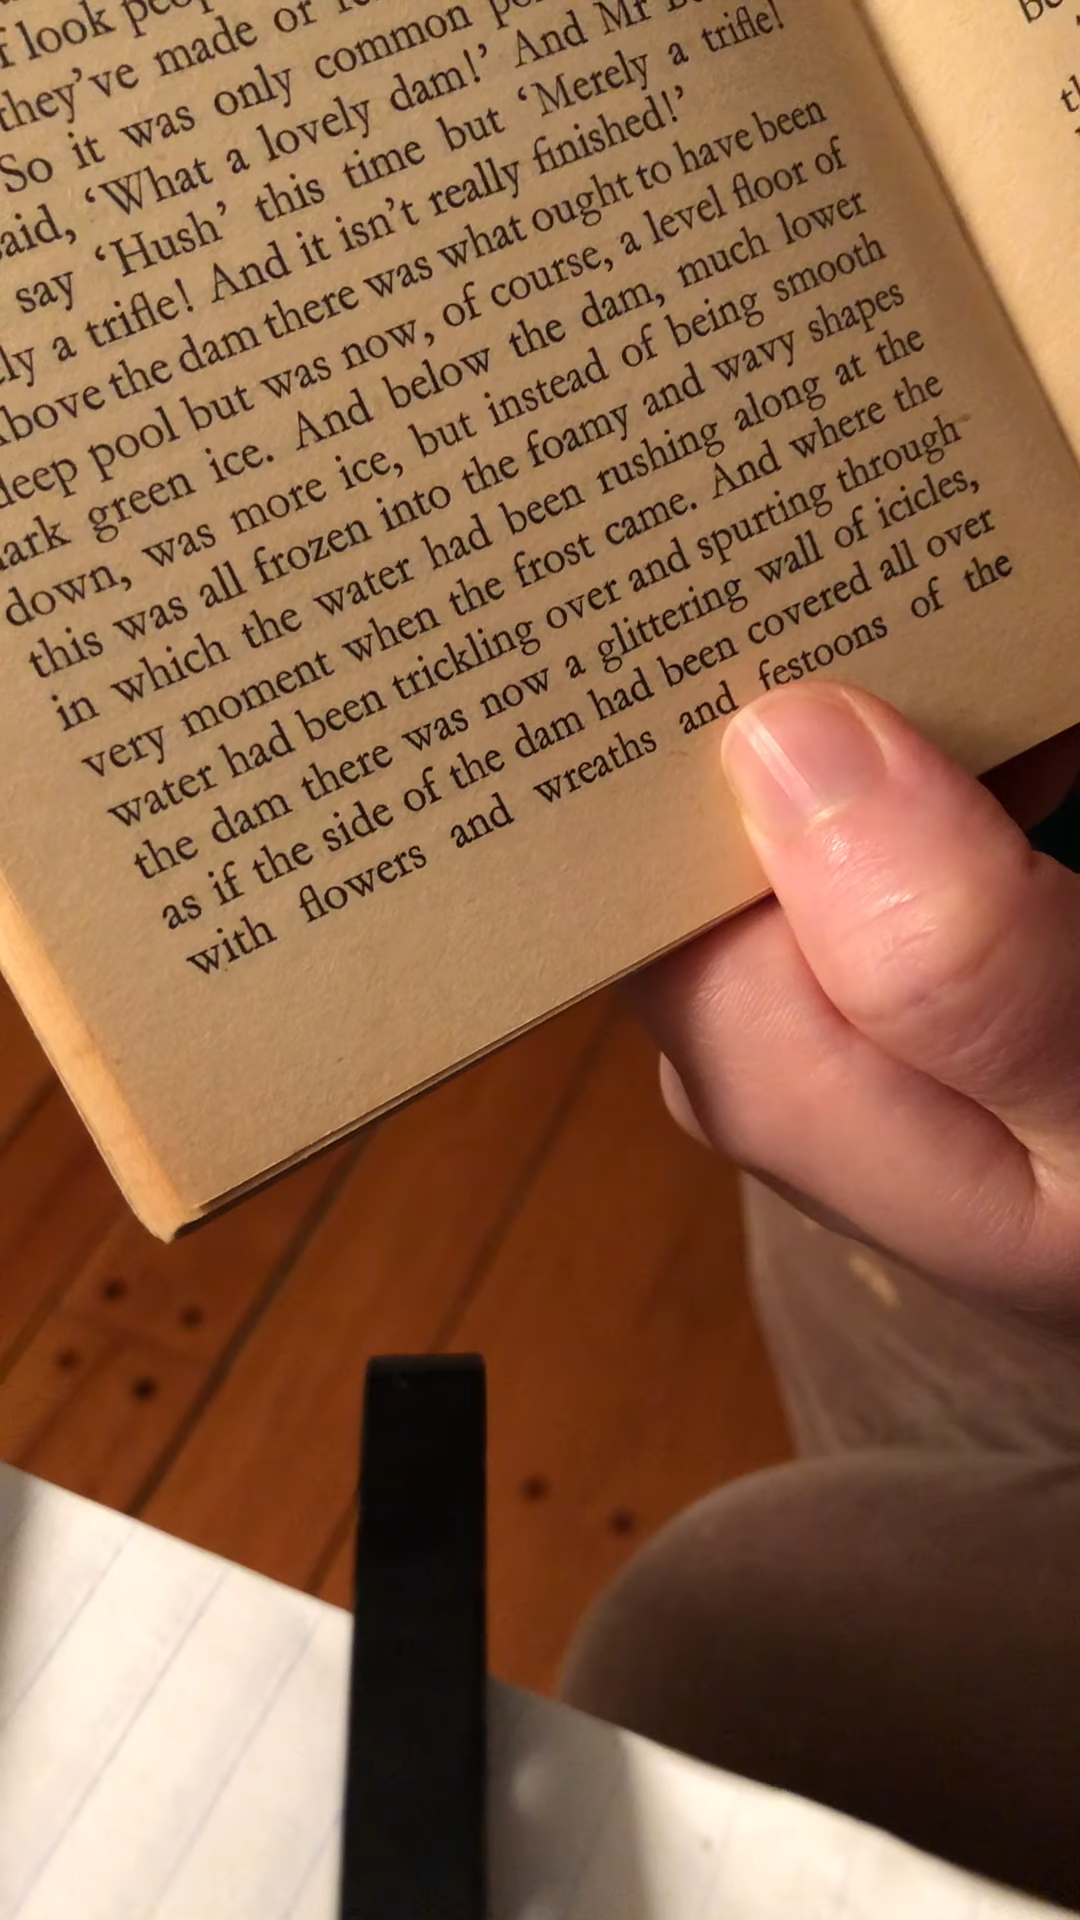 look
they've made or
So it was only common
said, 'What a lovely dam!' And Mr
say 'Hush' this time but 'Merely a trifle!
a trifle! And it isn't really finished!'
bove the dam there was what ought to have been
deep pool but was now, of course, a level floor of
ark green ice. And below the dam, much lower
down, was more ice, but instead of being smooth
this was all frozen into the foamy and wavy shapes
in which the water had been rushing along at the
very moment when the frost came. And where the
water had been trickling over and spurting through
the dam there was now a glittering wall of icicles,
as if the side of the dam had been covered all over
with flowers and wreaths and festoons of the